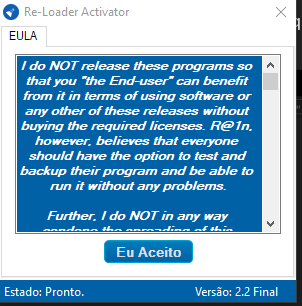 Re-Loader Activator
EULA
I do NOT release these programs so
that you "the End-user" can benefit
from it in terms of using software or
any other of these releases without
buying the required licenses. R@1n,
however, believes that everyone
should have the option to test and
backup their program and be able to
run it without any problems.
Further, I do NOT in any way
condone the spreading of this
Eu Aceito
Estado: Pronto. Versão: 2.2 Final